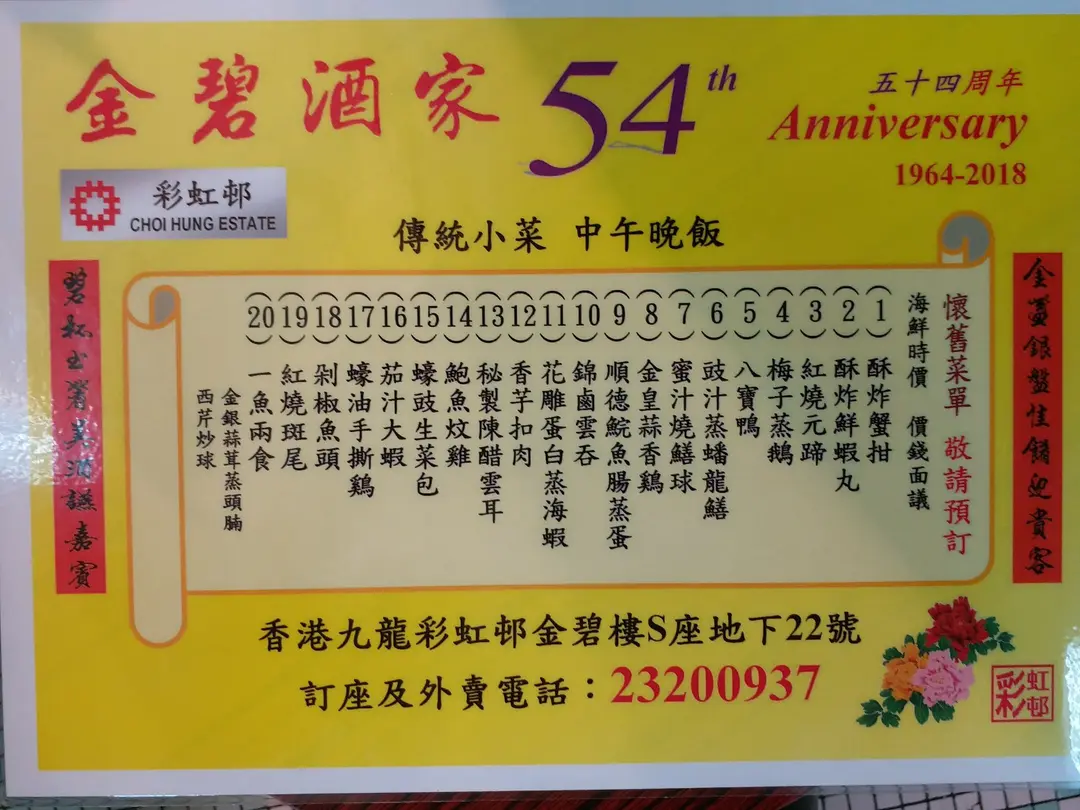 金碧酒家
54th
五十四周年
Anniversary
1964-2018
彩虹邨
CHOI HUNG ESTATE
傳統小菜 中午晚飯
懷舊菜單 敬請預訂
海鮮時價 價錢面議
(1) 酥炸蟹拑
(2) 酥炸鮮蝦丸
(3) 紅燒元蹄
(4) 梅子蒸鵝
(5) 八寶鴨
(6) 豉汁蒸蟠龍鱔
(7) 蜜汁燒鱔球
(8) 金皇蒜香鷄
(9) 順德鯇魚腸蒸蛋
(10) 錦鹵雲吞
(11) 花雕蛋白蒸海蝦
(12) 香芋扣肉
(13) 秘製陳醋雲耳
(14) 鮑魚炆雞
(15) 蠔豉生菜包
(16) 茄汁大蝦
(17) 蠔油手撕鷄
(18) 剁椒魚頭
(19) 紅燒斑尾
(20) 一魚兩食
金銀蒜茸蒸頭腩
西芹炒球
金盞銀盤佳餚迎貴客
碧杯玉箸美酒讌嘉賓
香港九龍彩虹邨金碧樓S座地下22號
訂座及外賣電話：23200937
彩虹邨